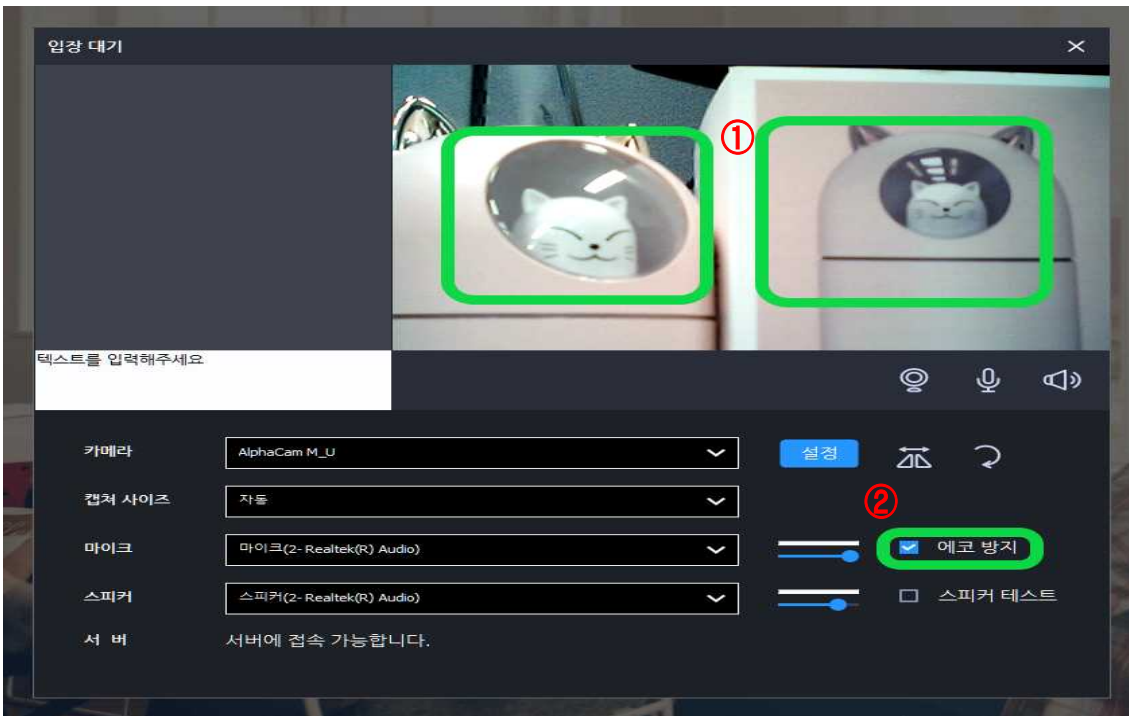 입장 대기
①
텍스트를 입력해주세요
카메라 AlphaCam M_U 설정
캡쳐 사이즈 자동
②
마이크 마이크(2- Realtek(R) Audio) 에코 방지
스피커 스피커(2- Realtek(R) Audio) 스피커 테스트
서 버 서버에 접속 가능합니다.